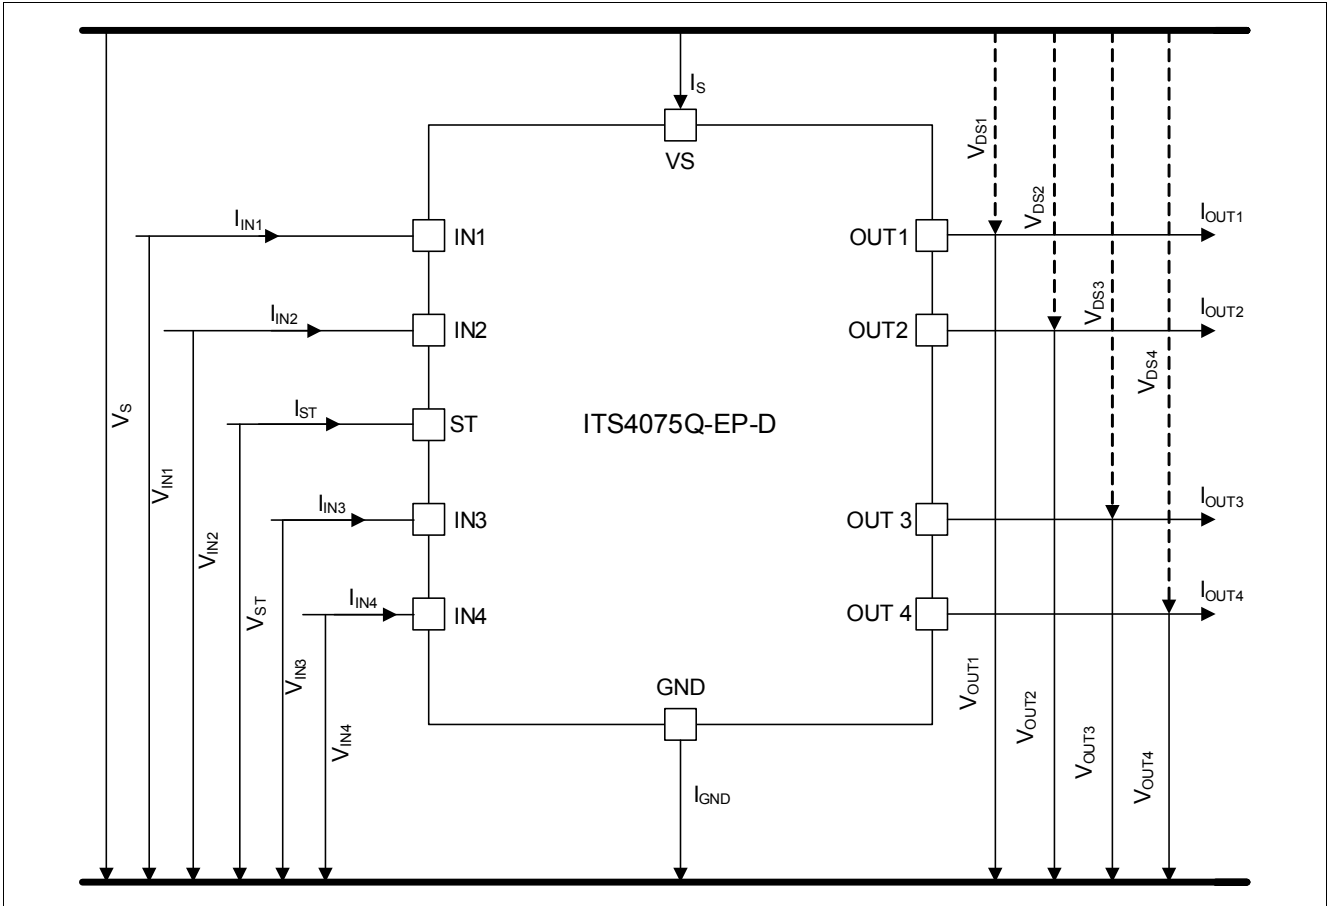 I_S
VS
V_DS1
V_DS2
V_DS3
V_DS4
I_IN1
IN1
OUT1
I_OUT1
I_IN2
IN2
OUT2
I_OUT2
V_S
I_ST
ST
ITS4075Q-EP-D
V_IN1
V_IN2
I_IN3
IN3
OUT 3
I_OUT3
V_ST
I_IN4
IN4
OUT 4
I_OUT4
V_IN3
V_IN4
GND
I_GND
V_OUT1
V_OUT2
V_OUT3
V_OUT4